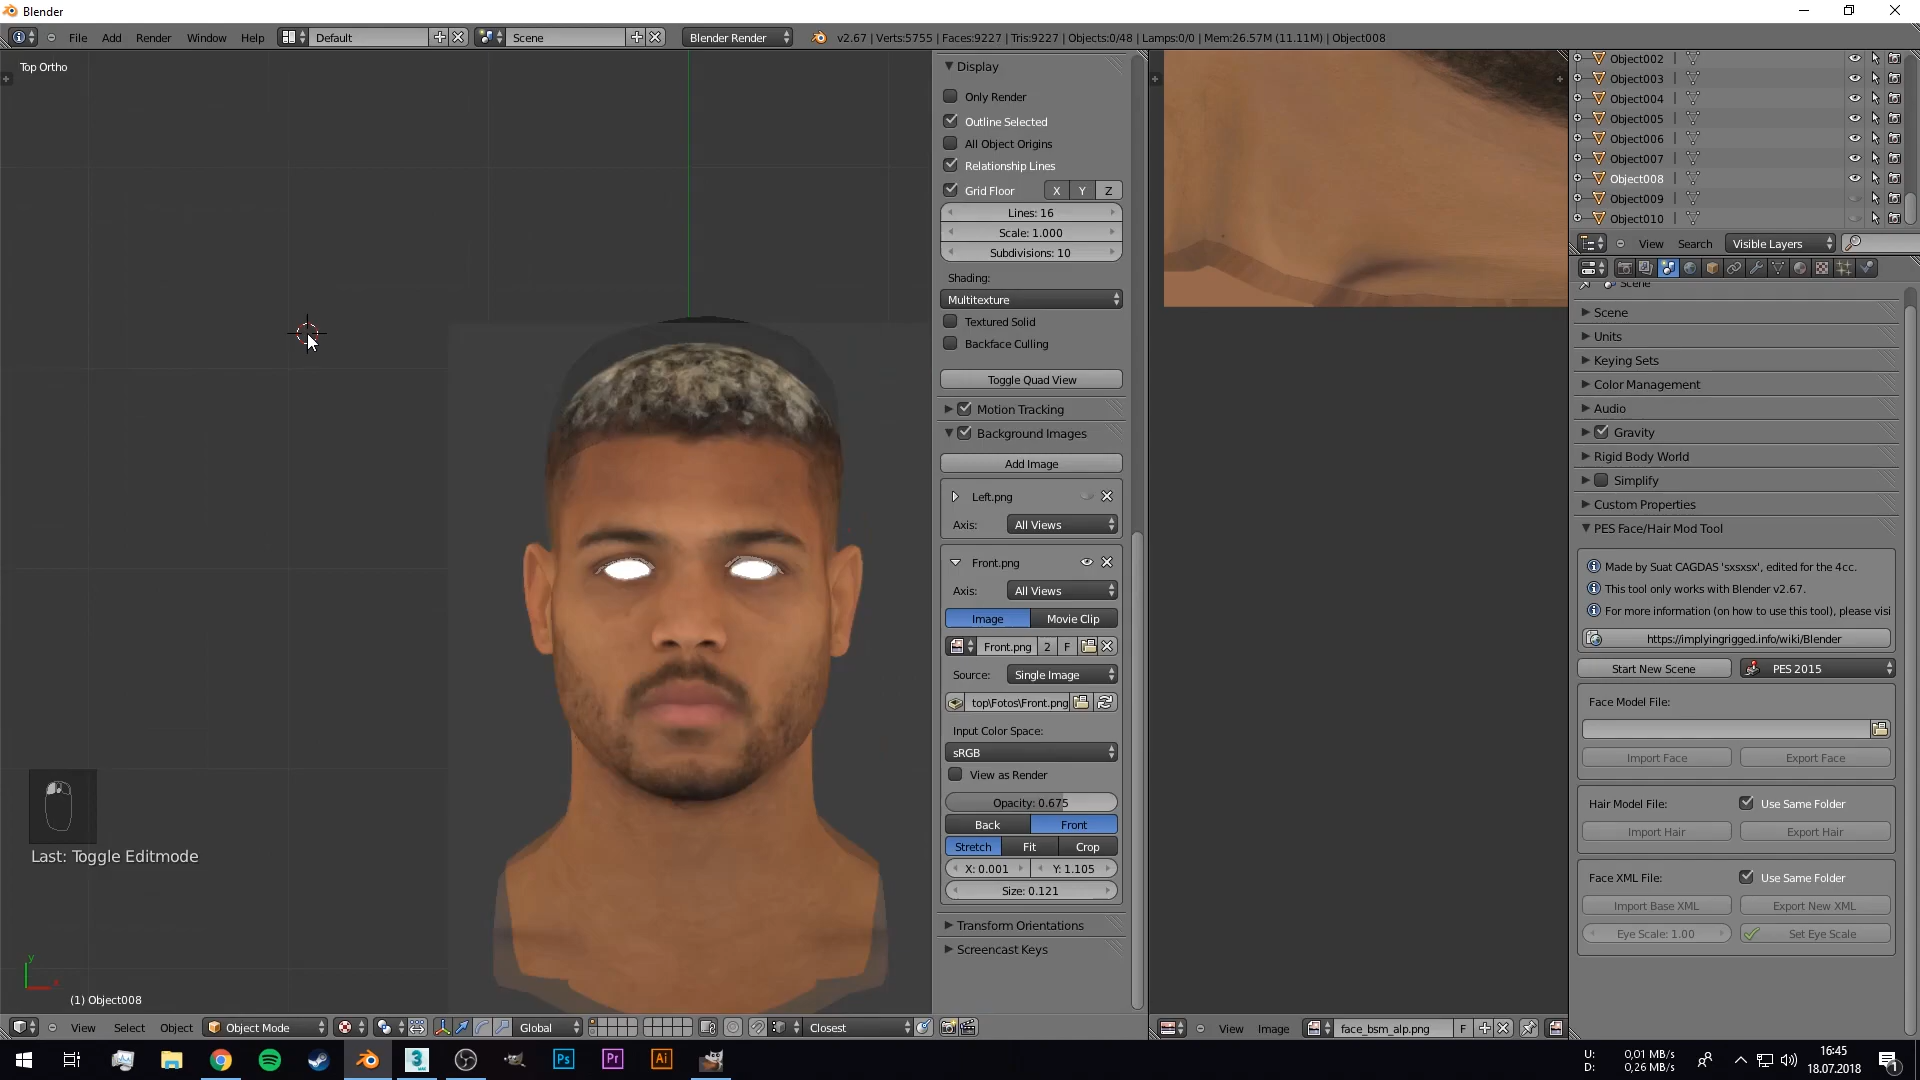 Blender
File Add Render Window Help Default Scene Blender Render v2.67 | Verts:5755 | Faces:9227 | Tris:9227 | Objects:0/48 | Lamps:0/0 | Mem:26.57M (11.11M) | Object008
Top Ortho
Last: Toggle Editmode
y
x
(1) Object008
View Select Object Object Mode Global Closest
Display
Only Render
Outline Selected
All Object Origins
Relationship Lines
Grid Floor X Y Z
Lines: 16
Scale: 1.000
Subdivisions: 10
Shading:
Multitexture
Textured Solid
Backface Culling
Toggle Quad View
Motion Tracking
Background Images
Add Image
Left.png
Axis: All Views
Front.png
Axis: All Views
Image Movie Clip
Front.png 2 F
Source: Single Image
top\Fotos\Front.png
Input Color Space:
sRGB
View as Render
Opacity: 0.675
Back Front
Stretch Fit Crop
X: 0.001 Y: 1.105
Size: 0.121
Transform Orientations
Screencast Keys
View Image face_bsm_alp.png F
Object002
Object003
Object004
Object005
Object006
Object007
Object008
Object009
Object010
View Search Visible Layers
Scene
Scene
Units
Keying Sets
Color Management
Audio
Gravity
Rigid Body World
Simplify
Custom Properties
PES Face/Hair Mod Tool
Made by Suat CAGDAS 'sxsxsx', edited for the 4cc.
This tool only works with Blender v2.67.
For more information (on how to use this tool), please visi
https://implyingrigged.info/wiki/Blender
Start New Scene PES 2015
Face Model File:
Import Face Export Face
Hair Model File: Use Same Folder
Import Hair Export Hair
Face XML File: Use Same Folder
Import Base XML Export New XML
Eye Scale: 1.00 Set Eye Scale
3
Ps Pr Ai
U: 0,01 MB/s
D: 0,26 MB/s
16:45
18.07.2018
1